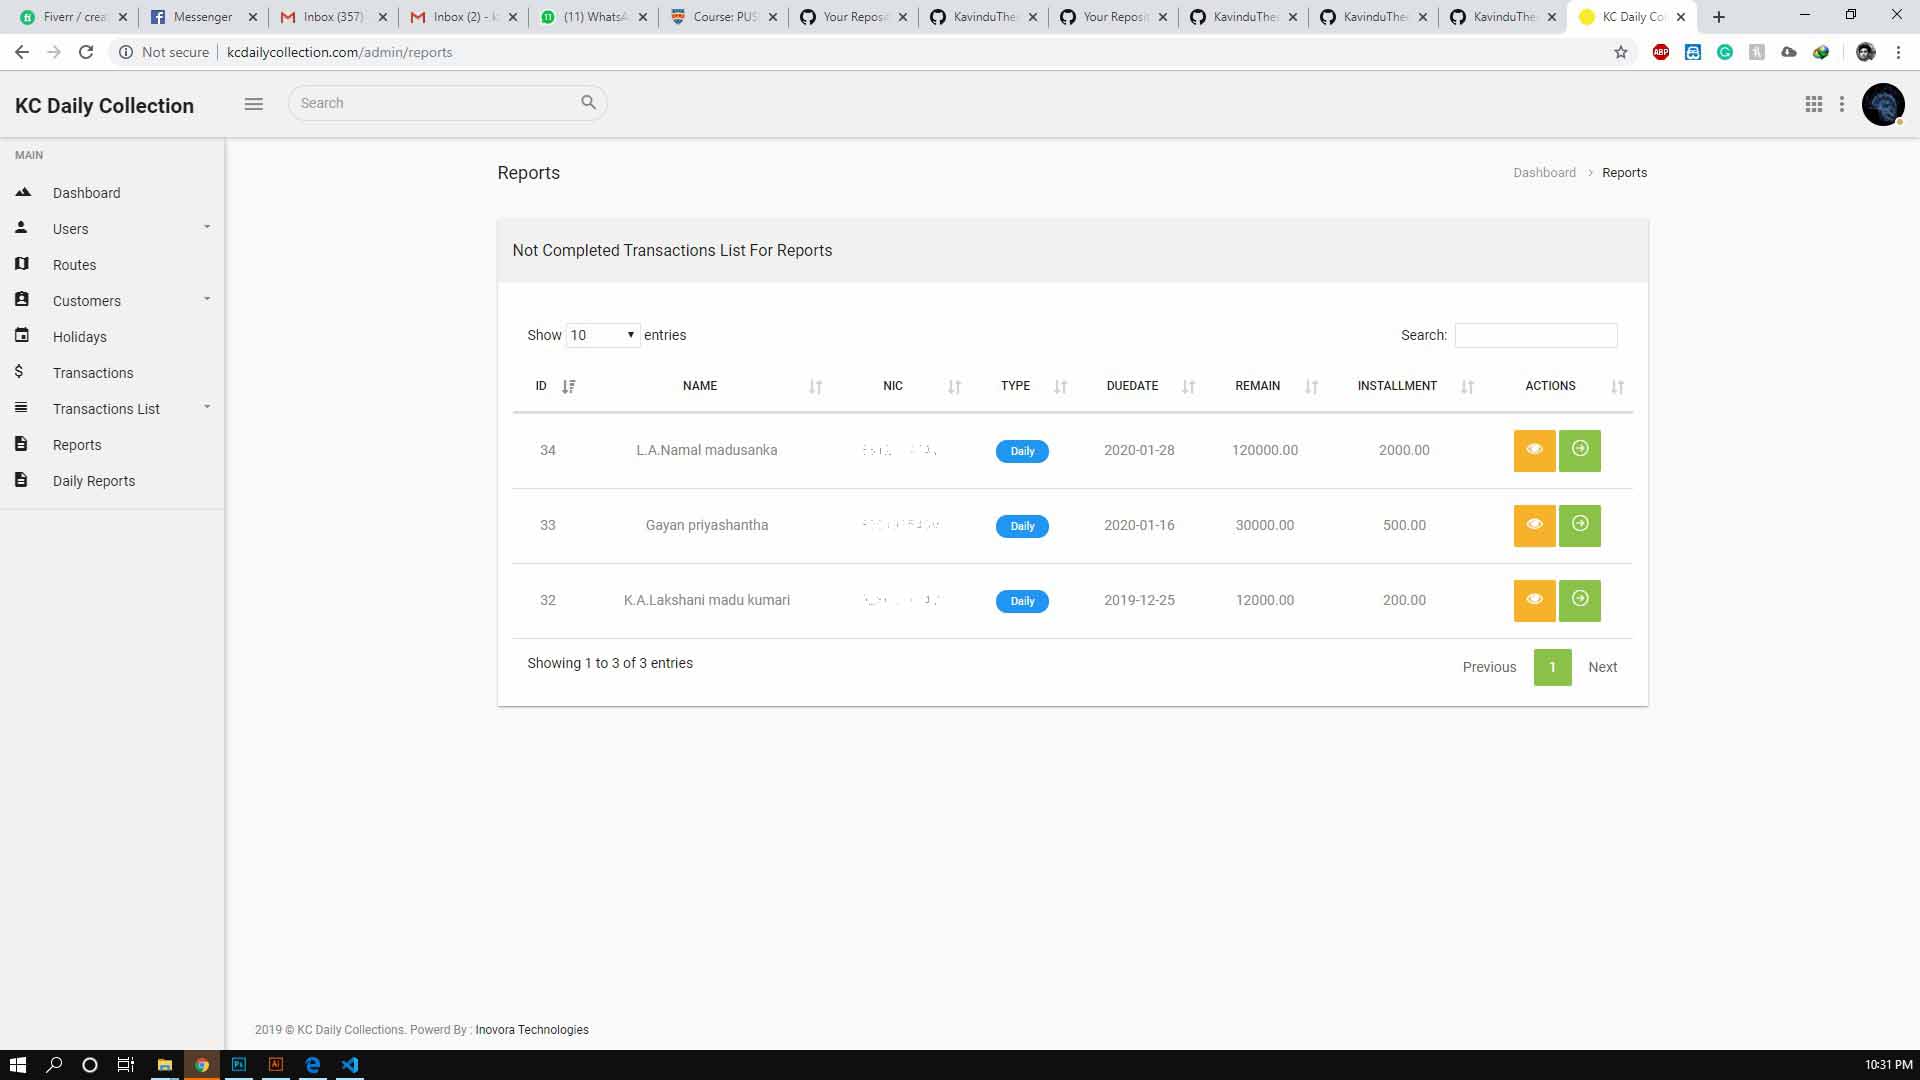 Fiverr / crea
Messenger
Inbox (357)
Inbox (2) - k
(11) WhatsA
Course: PUS
Your Reposit
KavinduThe
Your Reposit
KavinduThe
KavinduThe
KavinduThe
KC Daily Co
Not secure
kcdailycollection.com/admin/reports
ABP
KC Daily Collection
Search
MAIN
Dashboard
Users
Routes
Customers
Holidays
Transactions
Transactions List
Reports
Daily Reports
Reports
Dashboard > Reports
Not Completed Transactions List For Reports
Show 10 entries
Search:
ID NAME NIC TYPE DUEDATE REMAIN INSTALLMENT ACTIONS
34 L.A.Namal madusanka Daily 2020-01-28 120000.00 2000.00
33 Gayan priyashantha Daily 2020-01-16 30000.00 500.00
32 K.A.Lakshani madu kumari Daily 2019-12-25 12000.00 200.00
Showing 1 to 3 of 3 entries
Previous 1 Next
2019 © KC Daily Collections. Powerd By : Inovora Technologies
Ps
Ai
10:31 PM